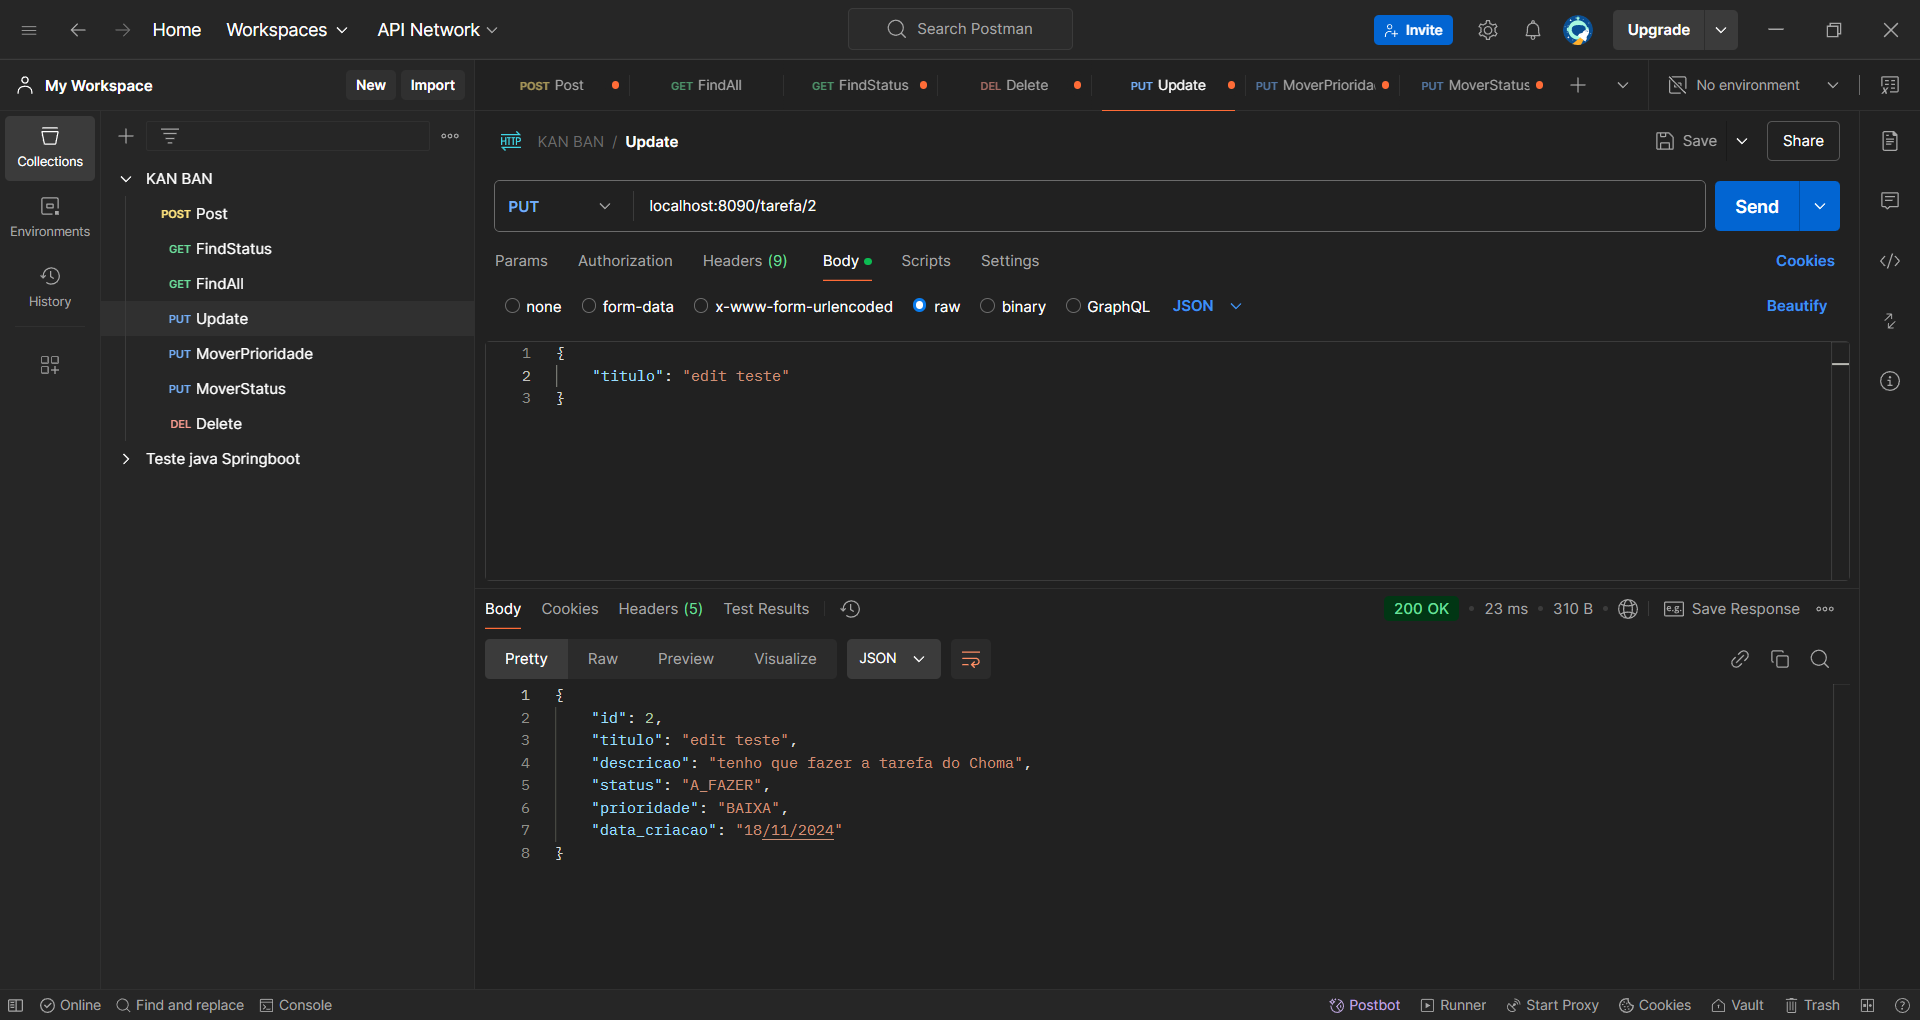 Home Workspaces API Network Search Postman Invite Upgrade
My Workspace New Import POST Post GET FindAll GET FindStatus DEL Delete PUT Update PUT MoverPriorida PUT MoverStatus No environment
Collections
Environments
History
KAN BAN
POST Post
GET FindStatus
GET FindAll
PUT Update
PUT MoverPrioridade
PUT MoverStatus
DEL Delete
Teste java Springboot
HTTP KAN BAN / Update Save Share
PUT localhost:8090/tarefa/2 Send
Params Authorization Headers (9) Body Scripts Settings Cookies
none form-data x-www-form-urlencoded raw binary GraphQL JSON Beautify
1 {
2 "titulo": "edit teste"
3 }
Body Cookies Headers (5) Test Results 200 OK 23 ms 310 B e.g. Save Response
Pretty Raw Preview Visualize JSON
1 {
2 "id": 2,
3 "titulo": "edit teste",
4 "descricao": "tenho que fazer a tarefa do Choma",
5 "status": "A_FAZER",
6 "prioridade": "BAIXA",
7 "data_criacao": "18/11/2024"
8 }
Online Find and replace Console Postbot Runner Start Proxy Cookies Vault Trash